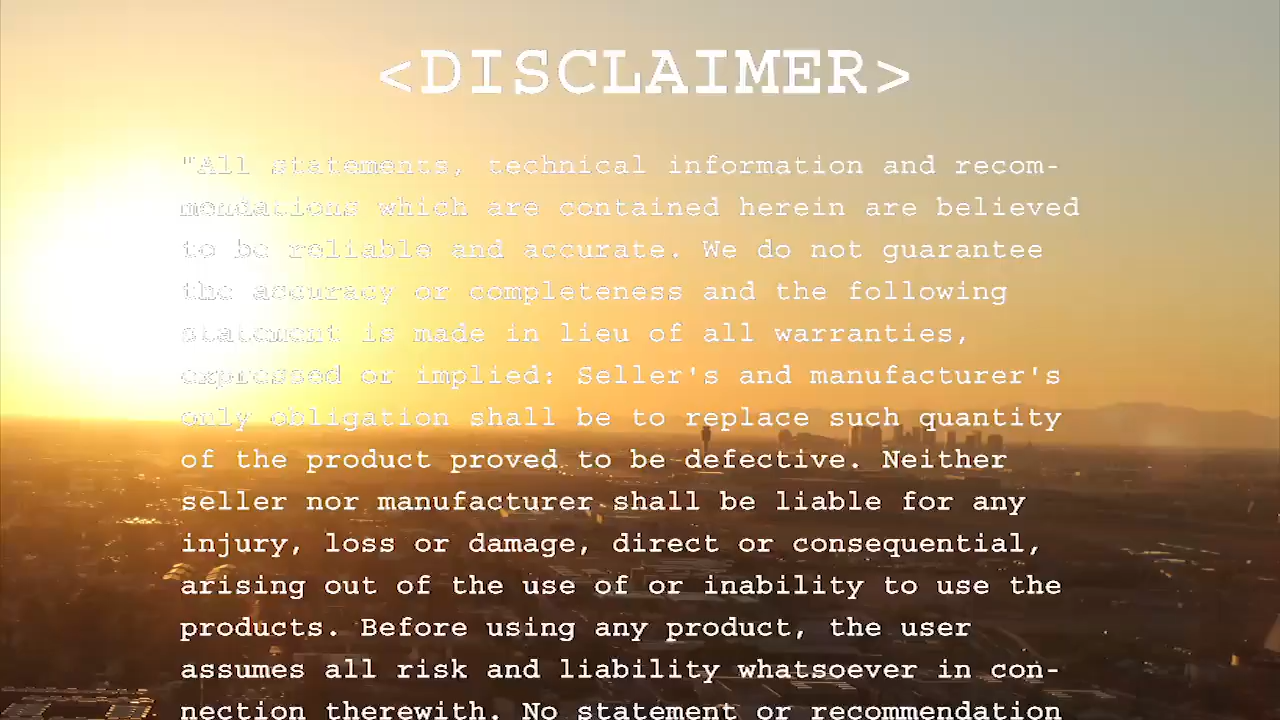 <DISCLAIMER>
"All statements, technical information and recom-
mendations which are contained herein are believed
to be reliable and accurate. We do not guarantee
the accuracy or completeness and the following
statement is made in lieu of all warranties,
expressed or implied: Seller's and manufacturer's
only obligation shall be to replace such quantity
of the product proved to be defective. Neither
seller nor manufacturer shall be liable for any
injury, loss or damage, direct or consequential,
arising out of the use of or inability to use the
products. Before using any product, the user
assumes all risk and liability whatsoever in con-
nection therewith. No statement or recommendation